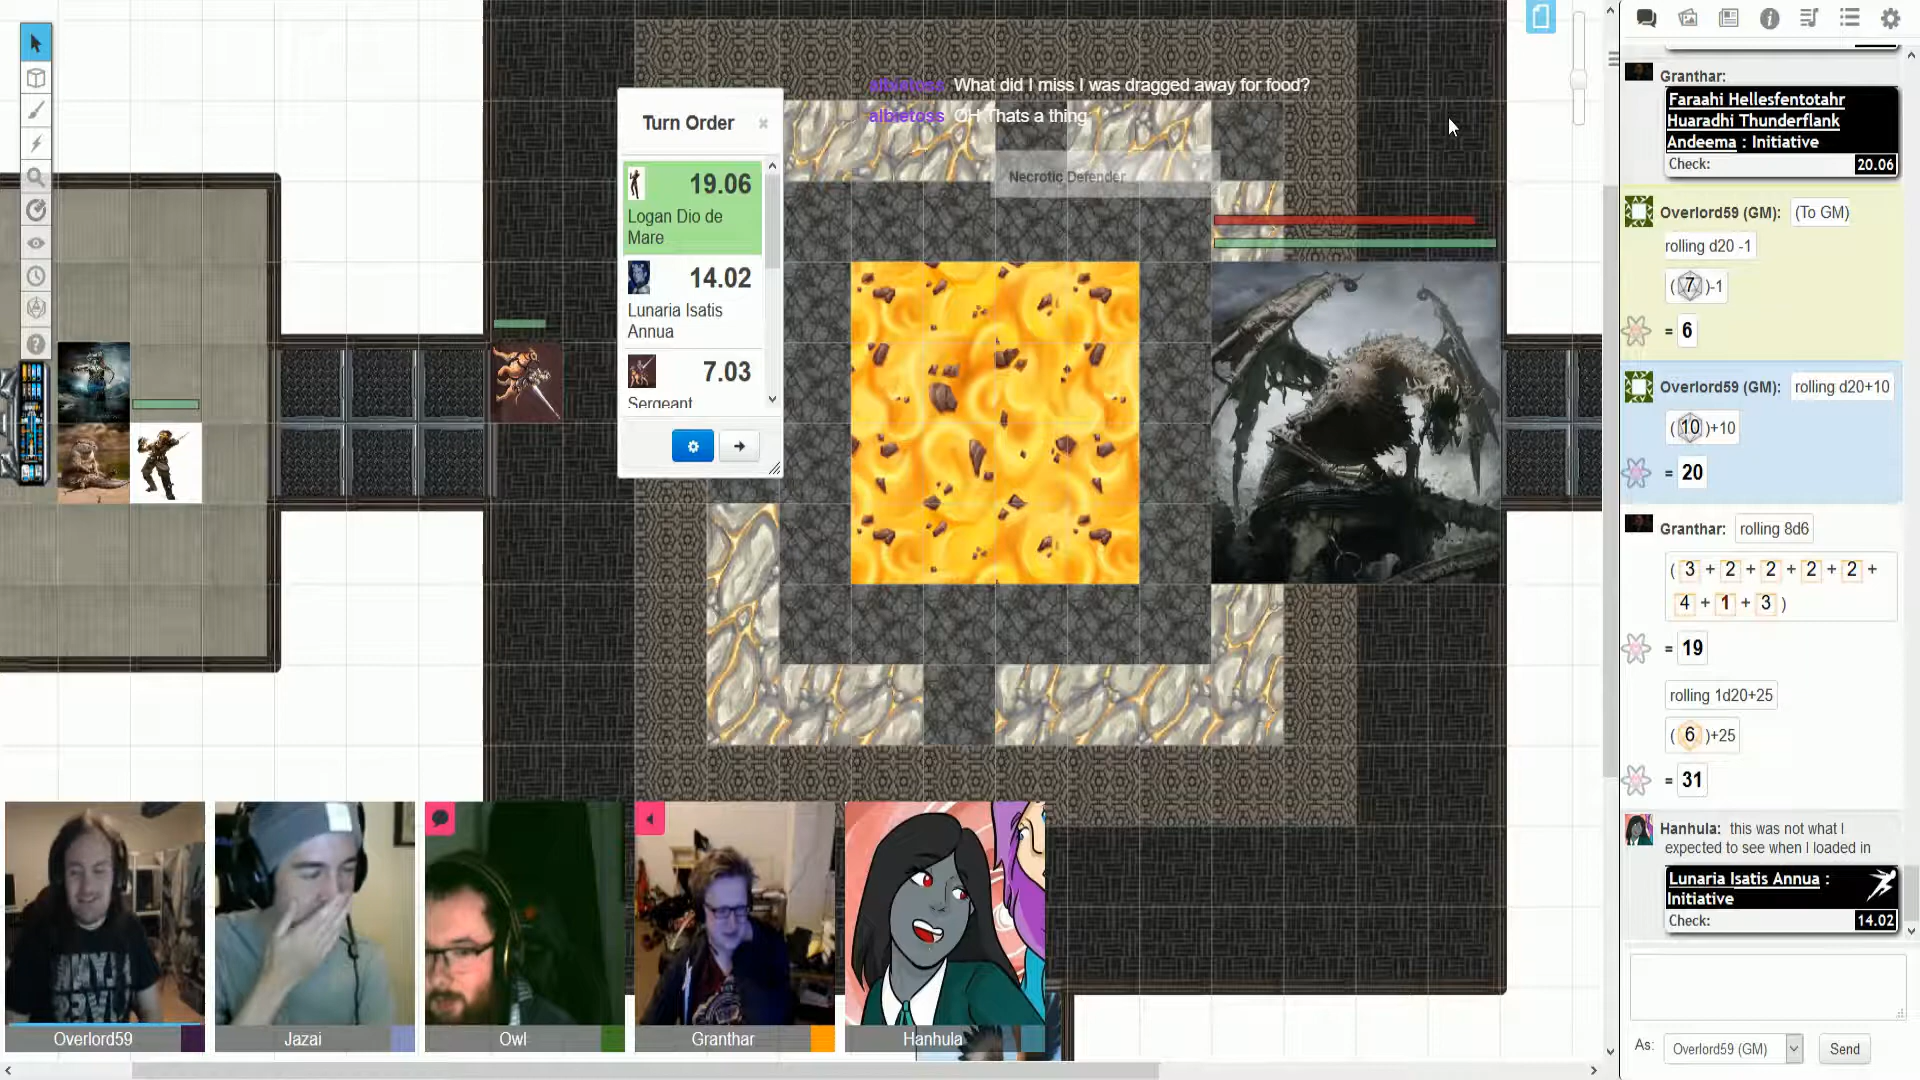 albietoss What did I miss I was dragged away for food?
albietoss OH Thats a thing
Turn Order ×
19.06
Logan Dio de
Mare
14.02
Lunaria Isatis
Annua
7.03
Sergeant
Necrotic Defender
Overlord59
Jazai
Owl
Granthar
Hanhula
Granthar:
Faraahi Hellesfentotahr
Huaradhi Thunderflank
Andeema : Initiative
Check: 20.06
Overlord59 (GM): (To GM)
rolling d20 -1
(7)-1
= 6
Overlord59 (GM): rolling d20+10
(10)+10
= 20
Granthar: rolling 8d6
(3 + 2 + 2 + 2 + 2 +
4 + 1 + 3)
= 19
rolling 1d20+25
(6)+25
= 31
Hanhula: this was not what I
expected to see when I loaded in
Lunaria Isatis Annua :
Initiative
Check: 14.02
As: Overlord59 (GM) Send